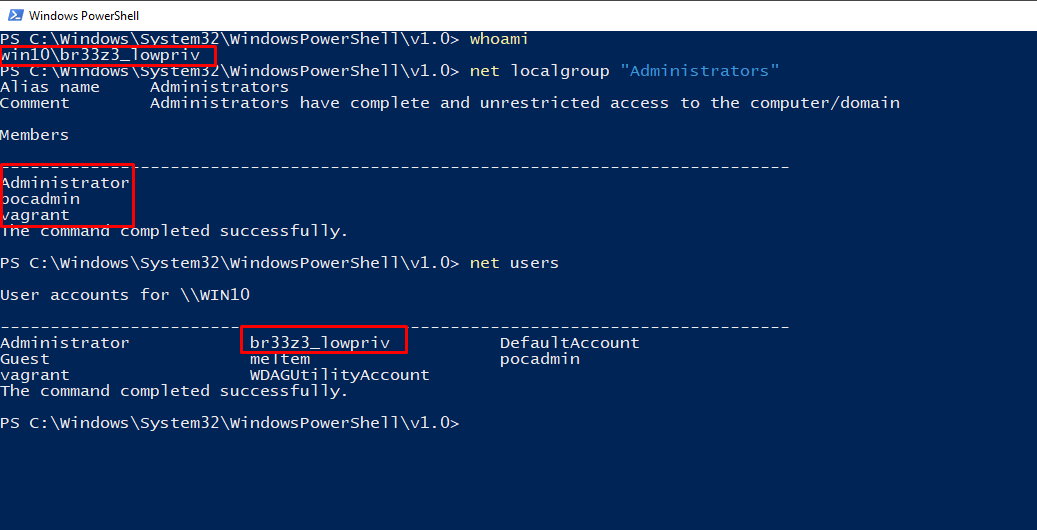 Windows PowerShell
PS C:\Windows\System32\WindowsPowerShell\v1.0> whoami
win10\br33z3_lowpriv
PS C:\Windows\System32\WindowsPowerShell\v1.0> net localgroup "Administrators"
Alias name     Administrators
Comment        Administrators have complete and unrestricted access to the computer/domain
Members
-------------------------------------------------------------------------------
Administrator
pocadmin
vagrant
The command completed successfully.
PS C:\Windows\System32\WindowsPowerShell\v1.0> net users
User accounts for \\WIN10
-------------------------------------------------------------------------------
Administrator            br33z3_lowpriv           DefaultAccount
Guest                    meltem                   pocadmin
vagrant                  WDAGUtilityAccount
The command completed successfully.
PS C:\Windows\System32\WindowsPowerShell\v1.0>